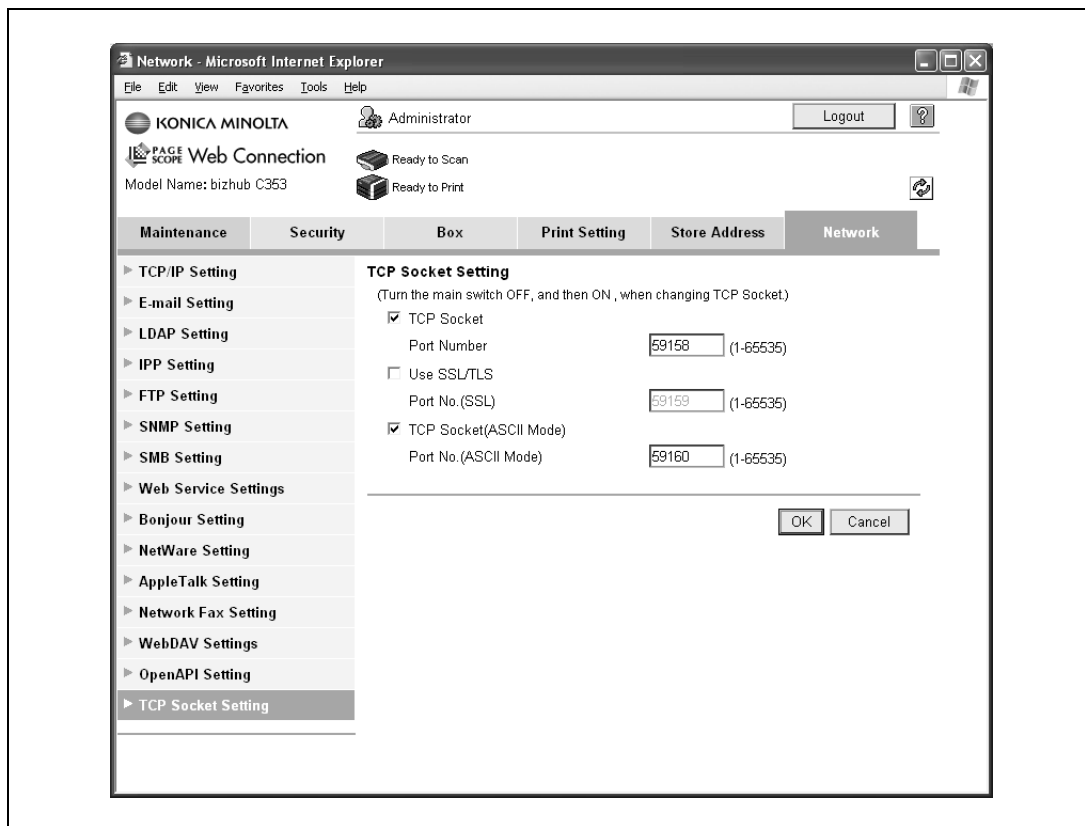 Network - Microsoft Internet Explorer
File Edit View Favorites Tools Help
KONICA MINOLTA
Administrator
Logout
?
PAGE SCOPE Web Connection
Ready to Scan
Model Name: bizhub C353
Ready to Print
Maintenance Security Box Print Setting Store Address Network
TCP/IP Setting
E-mail Setting
LDAP Setting
IPP Setting
FTP Setting
SNMP Setting
SMB Setting
Web Service Settings
Bonjour Setting
NetWare Setting
AppleTalk Setting
Network Fax Setting
WebDAV Settings
OpenAPI Setting
TCP Socket Setting
TCP Socket Setting
(Turn the main switch OFF, and then ON , when changing TCP Socket.)
TCP Socket
Port Number 59158 (1-65535)
Use SSL/TLS
Port No.(SSL) 59159 (1-65535)
TCP Socket(ASCII Mode)
Port No.(ASCII Mode) 59160 (1-65535)
OK Cancel